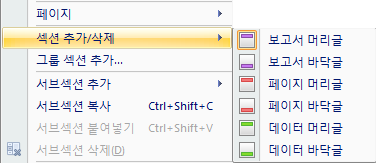 페이지
섹션 추가/삭제
그룹 섹션 추가...
서브섹션 추가
서브섹션 복사 Ctrl+Shift+C
서브섹션 붙여넣기 Ctrl+Shift+V
서브섹션 삭제(D)
보고서 머리글
보고서 바닥글
페이지 머리글
페이지 바닥글
데이터 머리글
데이터 바닥글